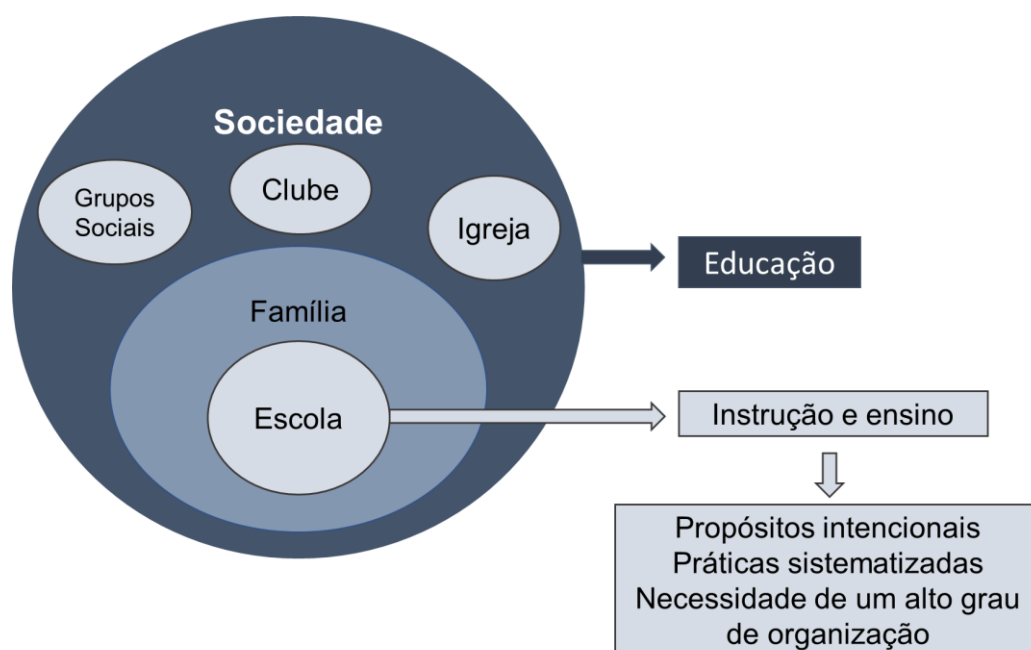 Sociedade
Grupos
Sociais
Clube
Igreja
Educação
Família
Escola
Instrução e ensino
Propósitos intencionais
Práticas sistematizadas
Necessidade de um alto grau
de organização